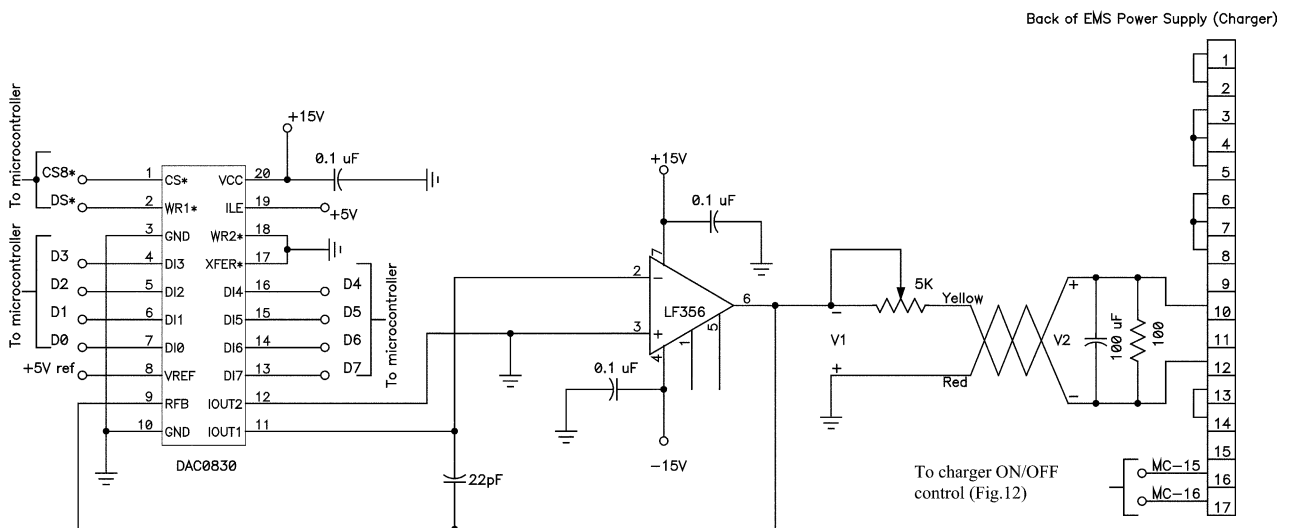 Back of EMS Power Supply (Charger)
To microcontroller
CS8*
DS*
To microcontroller
D3
D2
D1
D0
+5V ref
1
2
3
4
5
6
7
8
9
10
CS*
WR1*
GND
DI3
DI2
DI1
DI0
VREF
RFB
GND
VCC
ILE
WR2*
XFER*
DI4
DI5
DI6
DI7
IOUT2
IOUT1
20
19
18
17
16
15
14
13
12
11
DAC0830
+15V
0.1 uF
+5V
D4
D5
D6
D7
To microcontroller
22pF
+15V
0.1 uF
7
2
−
LF356
6
3
+
4
1
5
0.1 uF
−15V
5K
−
V1
+
Yellow
Red
+
V2
−
100 uF
100
1
2
3
4
5
6
7
8
9
10
11
12
13
14
15
16
17
MC−15
MC−16
To charger ON/OFF
control (Fig.12)